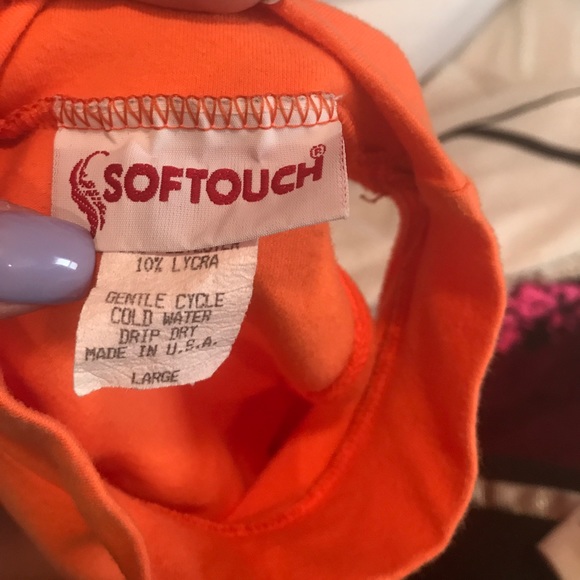 SOFTOUCH®
10% LYCRA
GENTLE CYCLE
COLD WATER
DRIP DRY
MADE IN U.S.A.
LARGE